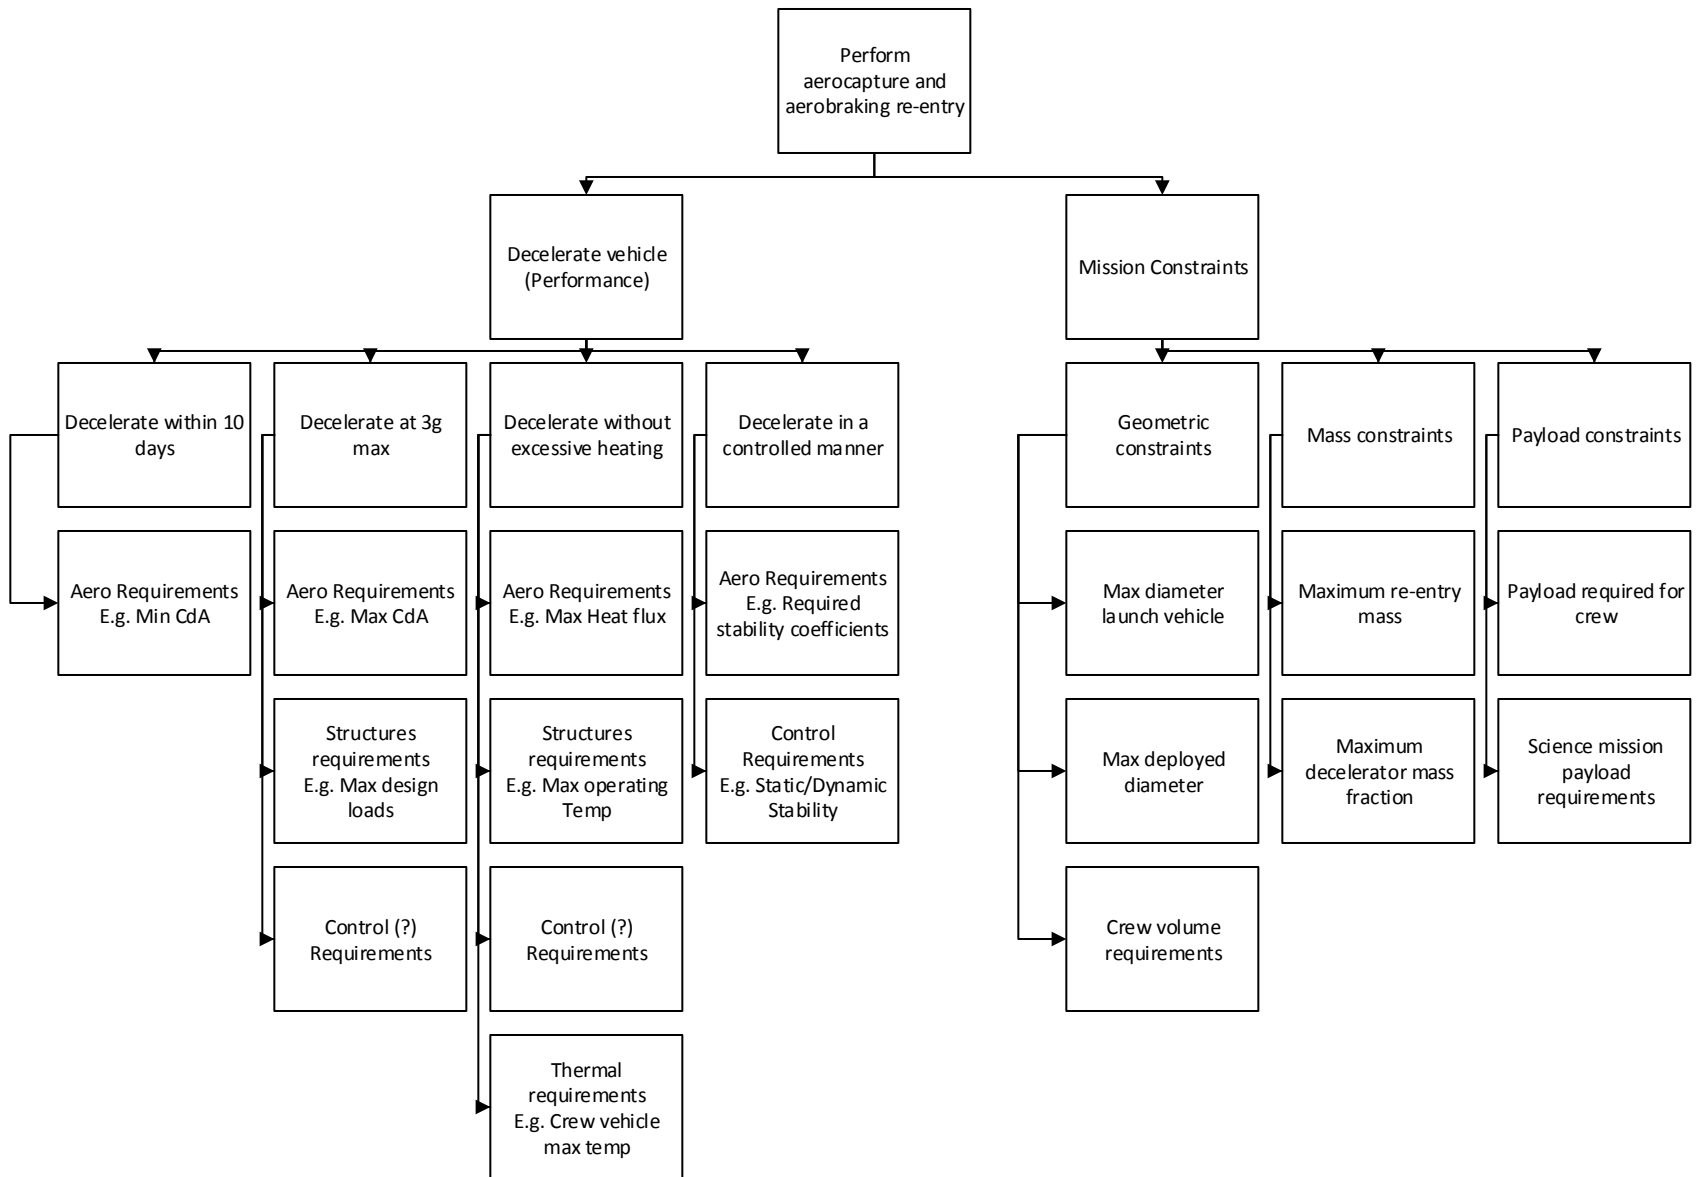 Perform
aerocapture and
aerobraking re-entry
Decelerate vehicle
(Performance)
Mission Constraints
Decelerate within 10
days
Decelerate at 3g
max
Decelerate without
excessive heating
Decelerate in a
controlled manner
Geometric
constraints
Mass constraints
Payload constraints
Aero Requirements
E.g. Min CdA
Aero Requirements
E.g. Max CdA
Aero Requirements
E.g. Max Heat flux
Aero Requirements
E.g. Required
stability coefficients
Max diameter
launch vehicle
Maximum re-entry
mass
Payload required for
crew
Structures
requirements
E.g. Max design
loads
Structures
requirements
E.g. Max operating
Temp
Control
Requirements
E.g. Static/Dynamic
Stability
Max deployed
diameter
Maximum
decelerator mass
fraction
Science mission
payload
requirements
Control (?)
Requirements
Control (?)
Requirements
Crew volume
requirements
Thermal
requirements
E.g. Crew vehicle
max temp